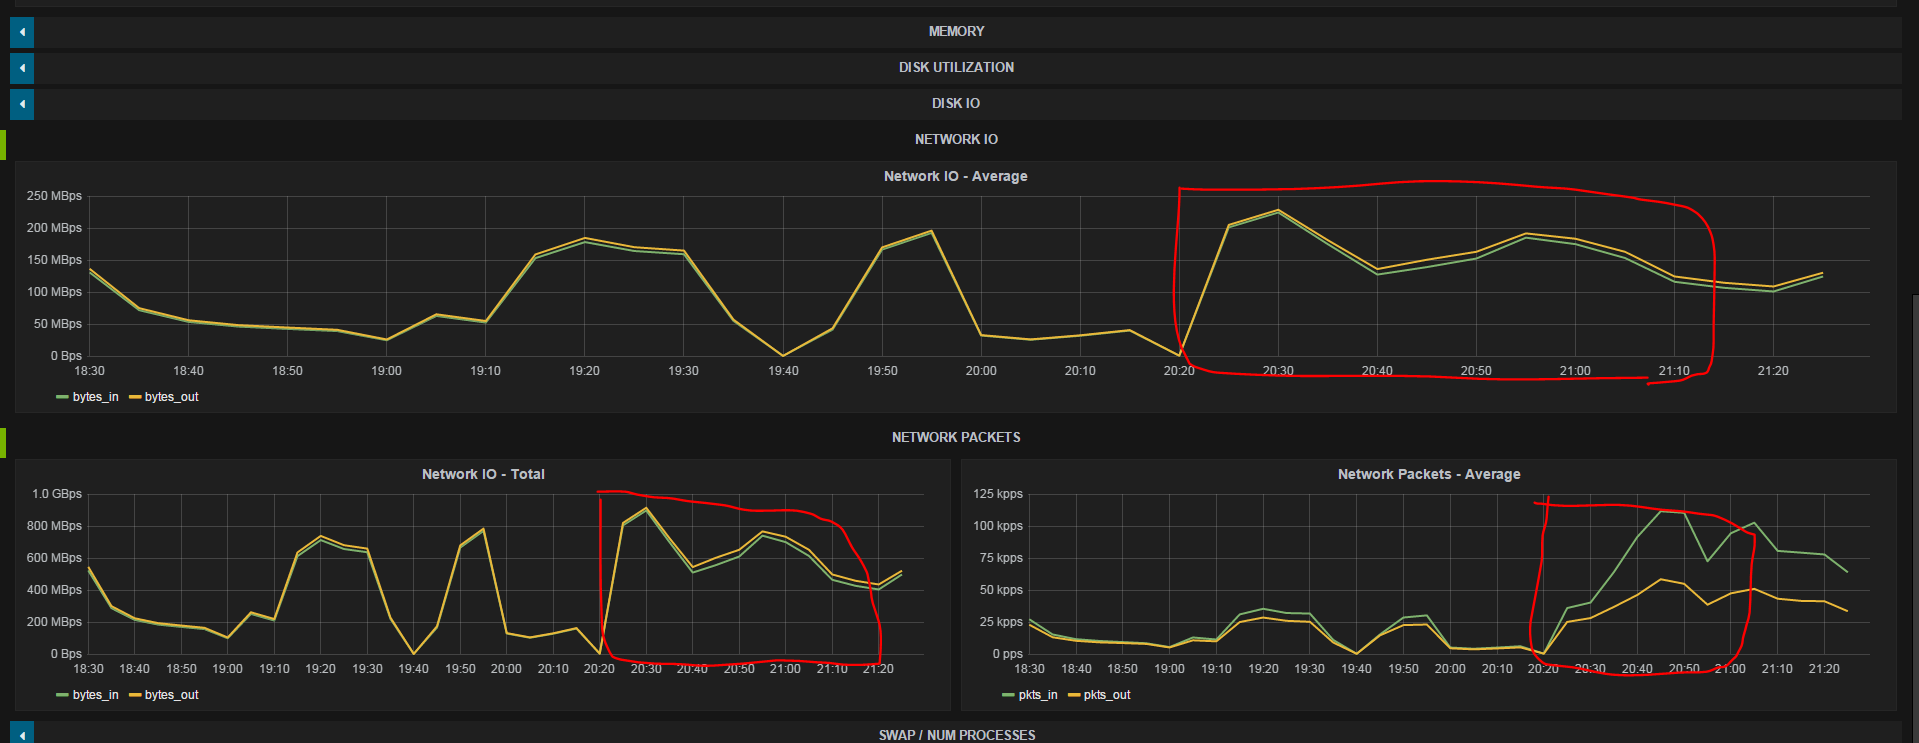 MEMORY
DISK UTILIZATION
DISK IO
NETWORK IO
Network IO - Average
250 MBps
200 MBps
150 MBps
100 MBps
50 MBps
0 Bps
18:30 18:40 18:50 19:00 19:10 19:20 19:30 19:40 19:50 20:00 20:10 20:20 20:30 20:40 20:50 21:00 21:10 21:20
bytes_in bytes_out
NETWORK PACKETS
Network IO - Total
1.0 GBps
800 MBps
600 MBps
400 MBps
200 MBps
0 Bps
18:30 18:40 18:50 19:00 19:10 19:20 19:30 19:40 19:50 20:00 20:10 20:20 20:30 20:40 20:50 21:00 21:10 21:20
bytes_in bytes_out
Network Packets - Average
125 kpps
100 kpps
75 kpps
50 kpps
25 kpps
0 pps
18:30 18:40 18:50 19:00 19:10 19:20 19:30 19:40 19:50 20:00 20:10 20:20 20:30 20:40 20:50 21:00 21:10 21:20
pkts_in pkts_out
SWAP / NUM PROCESSES